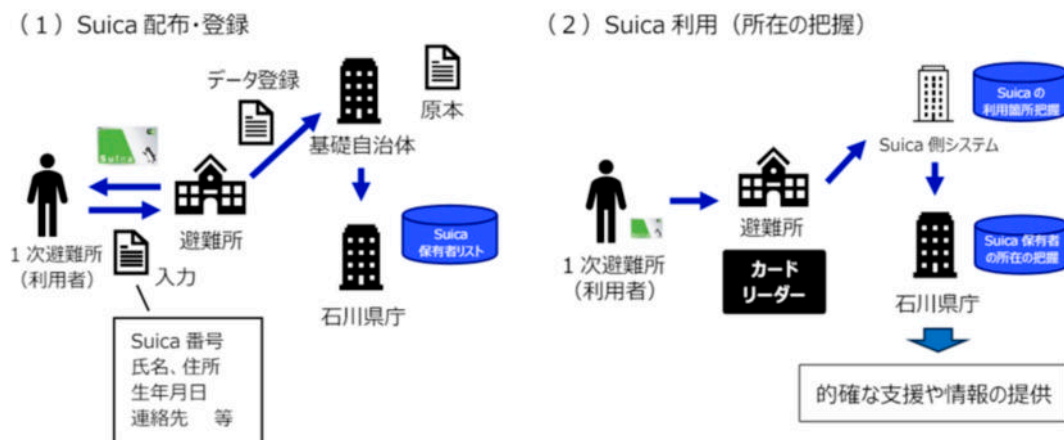 （1）Suica 配布・登録
データ登録
原本
基礎自治体
Suica
避難所
1 次避難所
（利用者）
入力
Suica
保有者リスト
石川県庁
Suica 番号
氏名、住所
生年月日
連絡先　等
（2）Suica 利用（所在の把握）
Suica の
利用箇所把握
Suica 側システム
避難所
1 次避難所
（利用者）
カード
リーダー
Suica 保有者
の所在の把握
石川県庁
的確な支援や情報の提供